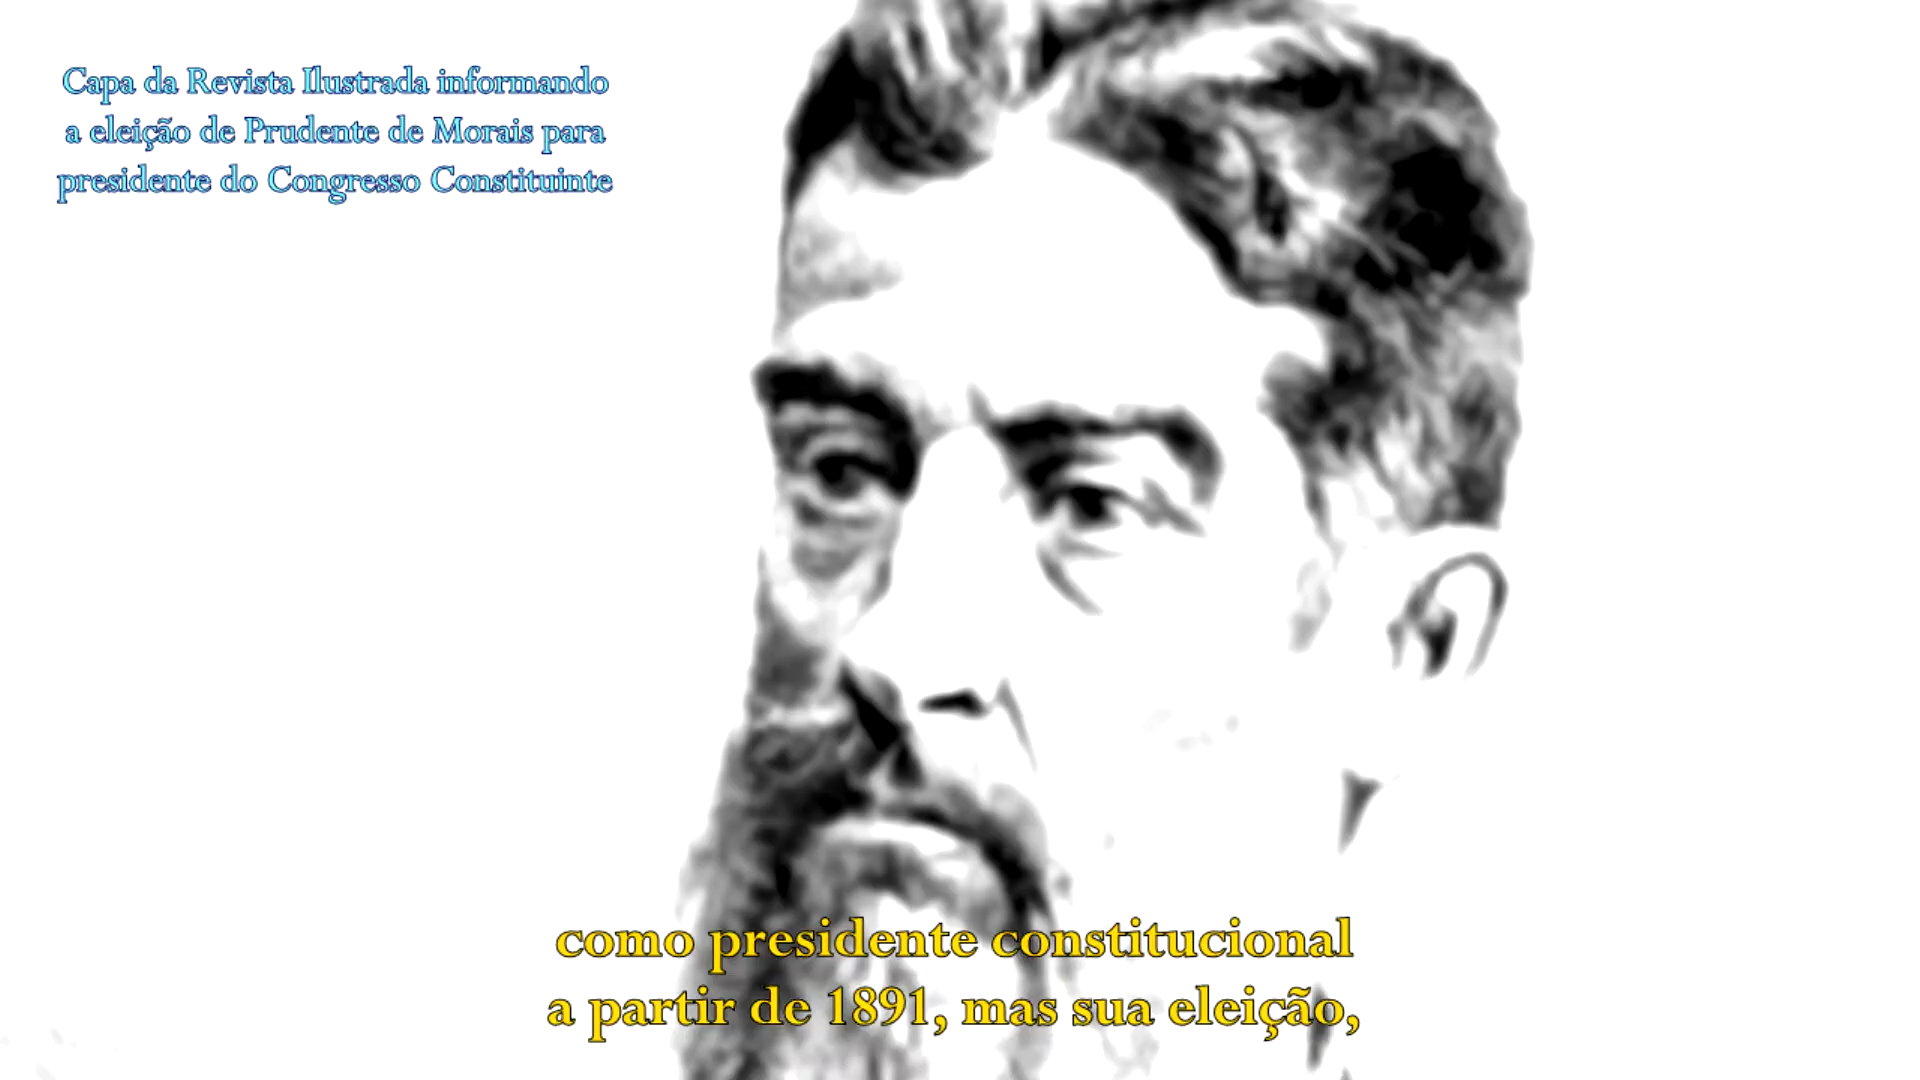 Capa da Revista Ilustrada informando
a eleição de Prudente de Morais para
presidente do Congresso Constituinte
como presidente constitucional
a partir de 1891, mas sua eleição,